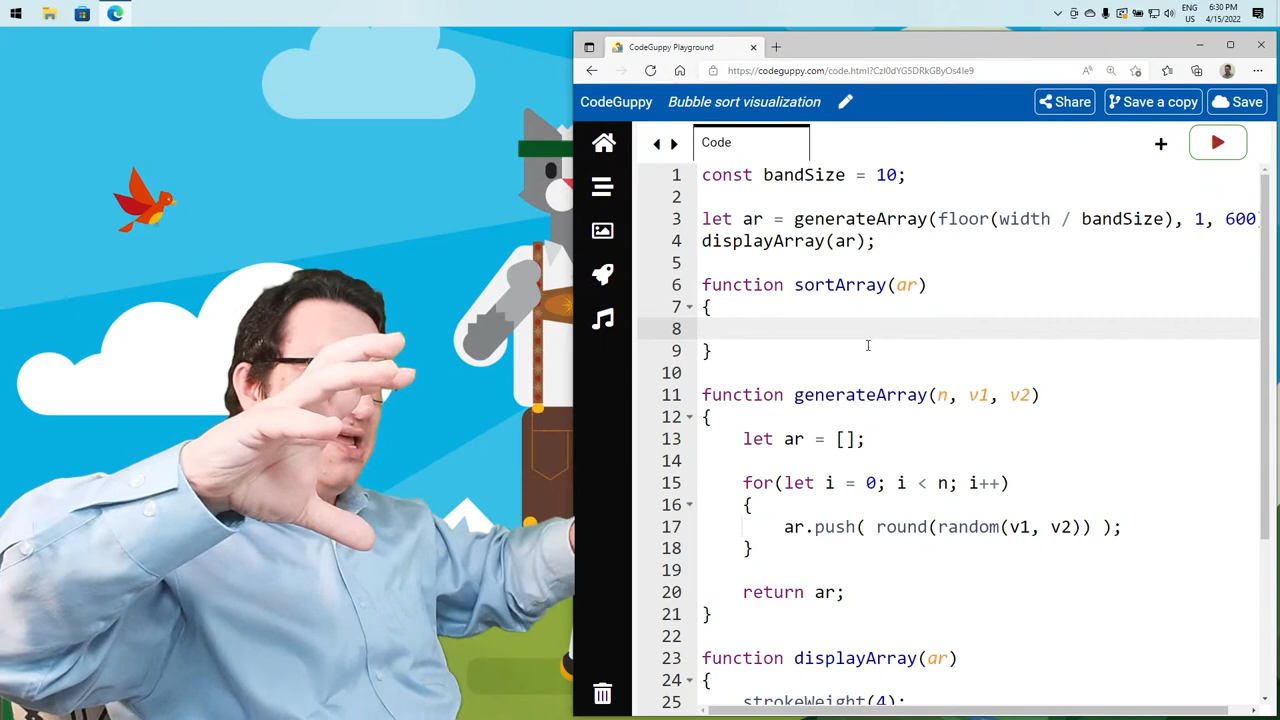 ENG
US
6:30 PM
4/15/2022
CodeGuppy Playground
https://codeguppy.com/code.html?CzI0dYG5DRkGByOs4Ie9
CodeGuppy
Bubble sort visualization
Share
Save a copy
Save
Code
1 const bandSize = 10;
2
3 let ar = generateArray(floor(width / bandSize), 1, 600)
4 displayArray(ar);
5
6 function sortArray(ar)
7 {
8
9 }
10
11 function generateArray(n, v1, v2)
12 {
13 let ar = [];
14
15 for(let i = 0; i < n; i++)
16 {
17 ar.push( round(random(v1, v2)) );
18 }
19
20 return ar;
21 }
22
23 function displayArray(ar)
24 {
25 strokeWeight(4);